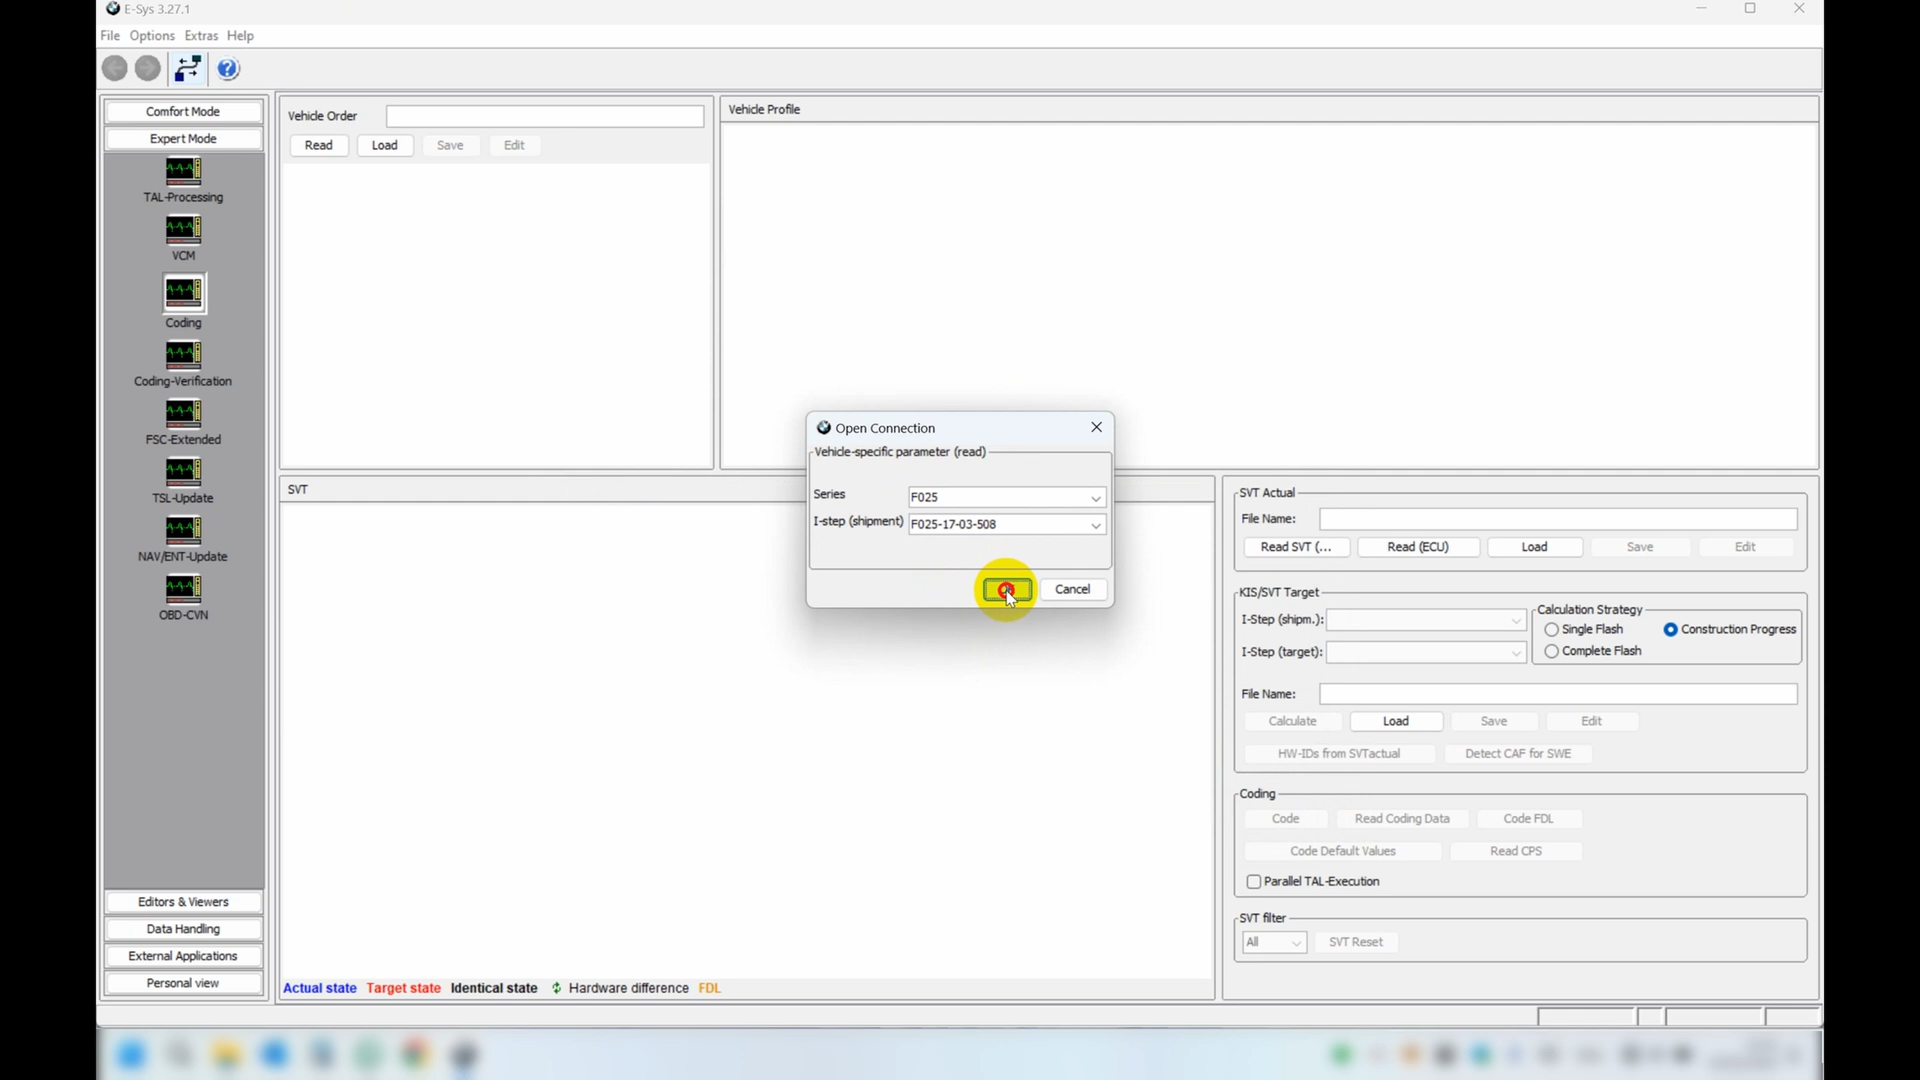 E-Sys 3.27.1
File Options Extras Help
Comfort Mode
Expert Mode
TAL-Processing
VCM
Coding
Coding-Verification
FSC-Extended
TSL-Update
NAV/ENT-Update
OBD-CVN
Editors & Viewers
Data Handling
External Applications
Personal view
Vehicle Order
Read Load Save Edit
Vehicle Profile
Open Connection
Vehicle-specific parameter (read)
Series F025
I-step (shipment) F025-17-03-508
Cancel
SVT
Actual state Target state Identical state Hardware difference FDL
SVT Actual
File Name:
Read SVT (... Read (ECU) Load Save Edit
KIS/SVT Target
I-Step (shipm.):
I-Step (target):
Calculation Strategy
Single Flash Construction Progress
Complete Flash
File Name:
Calculate Load Save Edit
HW-IDs from SVTactual Detect CAF for SWE
Coding
Code Read Coding Data Code FDL
Code Default Values Read CPS
Parallel TAL-Execution
SVT filter
All SVT Reset